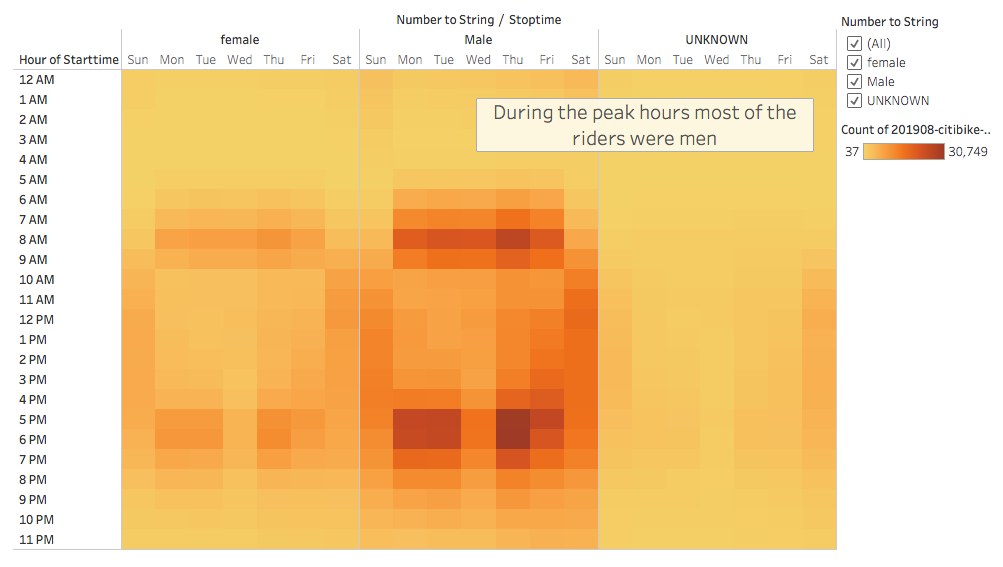 Number to String / Stoptime
female Male UNKNOWN
Hour of Starttime Sun Mon Tue Wed Thu Fri Sat Sun Mon Tue Wed Thu Fri Sat Sun Mon Tue Wed Thu Fri Sat
12 AM
1 AM
2 AM
3 AM
4 AM
5 AM
6 AM
7 AM
8 AM
9 AM
10 AM
11 AM
12 PM
1 PM
2 PM
3 PM
4 PM
5 PM
6 PM
7 PM
8 PM
9 PM
10 PM
11 PM
During the peak hours most of the
riders were men
Number to String
(All)
female
Male
UNKNOWN
Count of 201908-citibike-..
37 30,749